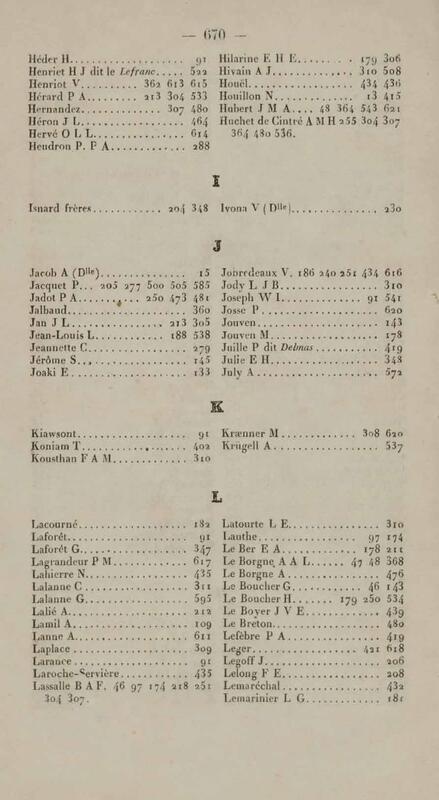 — 670 —
Héder H.................... 91
Henriet H J dit le Lefranc..... 522
Henriot V.......... 362 613 615
Hérard P A......... 213 304 533
Hernandez.............. 307 480
Héron J L.................. 464
Hervé O L L................ 614
Heudron P. P A............. 288
Hilarine E H E......... 179 306
Hivain A J............. 310 508
Houël.................. 434 436
Houillon N.............. 13 415
Hubert J M A.... 48 364 543 621
Huchet de Cintré A M H 255 304 307
364 480 536.
I
Isnard frères........... 204 348
Ivona V (Dlle)............. 230
J
Jacob A (Dlle).............. 15
Jacquet P... 205 277 500 505 585
Jadot P A.......... 250 473 481
Jalbaud.................... 360
Jan J L................ 213 305
Jean-Louis L........... 188 538
Jeannette C................ 279
Jérôme S................... 145
Joaki E.................... 133
Jobredeaux V. 186 240 251 434 616
Jody L J B................. 310
Joseph W I.............. 91 541
Josse P.................... 620
Jouven..................... 143
Jouven M................... 178
Juille P dit Delmas........ 419
Julie E H.................. 348
July A..................... 572
K
Kiawsont.................... 91
Koniam T................... 402
Kousthan F A M............. 310
Krænner M.............. 308 620
Krügell A.................. 537
L
Lacourné................... 182
Laforêt..................... 91
Laforêt G.................. 347
Lagrandeur P M............. 617
Lahierre N................. 435
Lalanne C.................. 311
Lalanne G.................. 595
Lalié A.................... 212
Lamil A.................... 109
Lanne A.................... 611
Laplace.................... 309
Larance..................... 91
Laroche-Servière........... 435
Lassalle B A F. 46 97 174 218 251
304 307.
Latourte L E............... 310
Lauthe.................. 97 174
Le Ber E A............. 178 211
Le Borgne A A L...... 47 48 368
Le Borgne A................ 476
Le Boucher G............ 46 143
Le Boucher H....... 179 250 534
Le Boyer J V E............. 439
Le Breton.................. 480
Lefèbre P A................ 419
Leger.................. 421 618
Legoff J................... 206
Lelong F E................. 208
Lemaréchal................. 432
Lemarinier L G............. 181